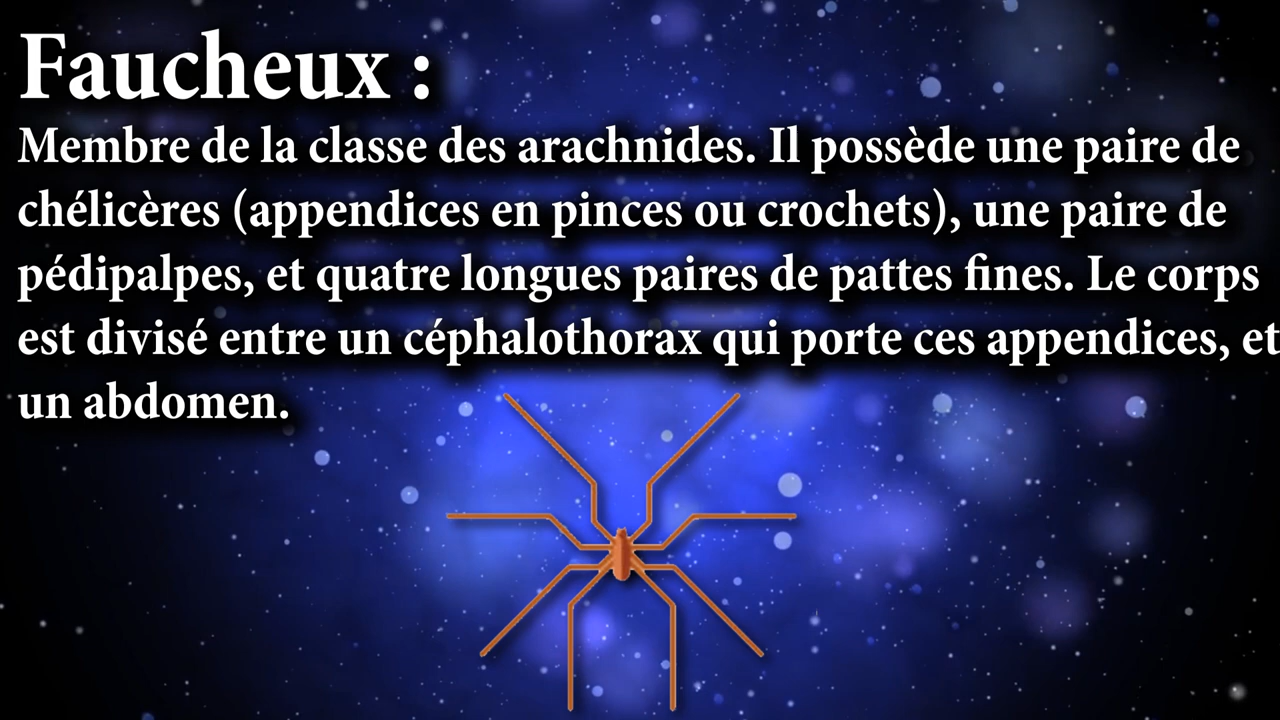 Faucheux :
Membre de la classe des arachnides. Il possède une paire de
chélicères (appendices en pinces ou crochets), une paire de
pédipalpes, et quatre longues paires de pattes fines. Le corps
est divisé entre un céphalothorax qui porte ces appendices, et
un abdomen.